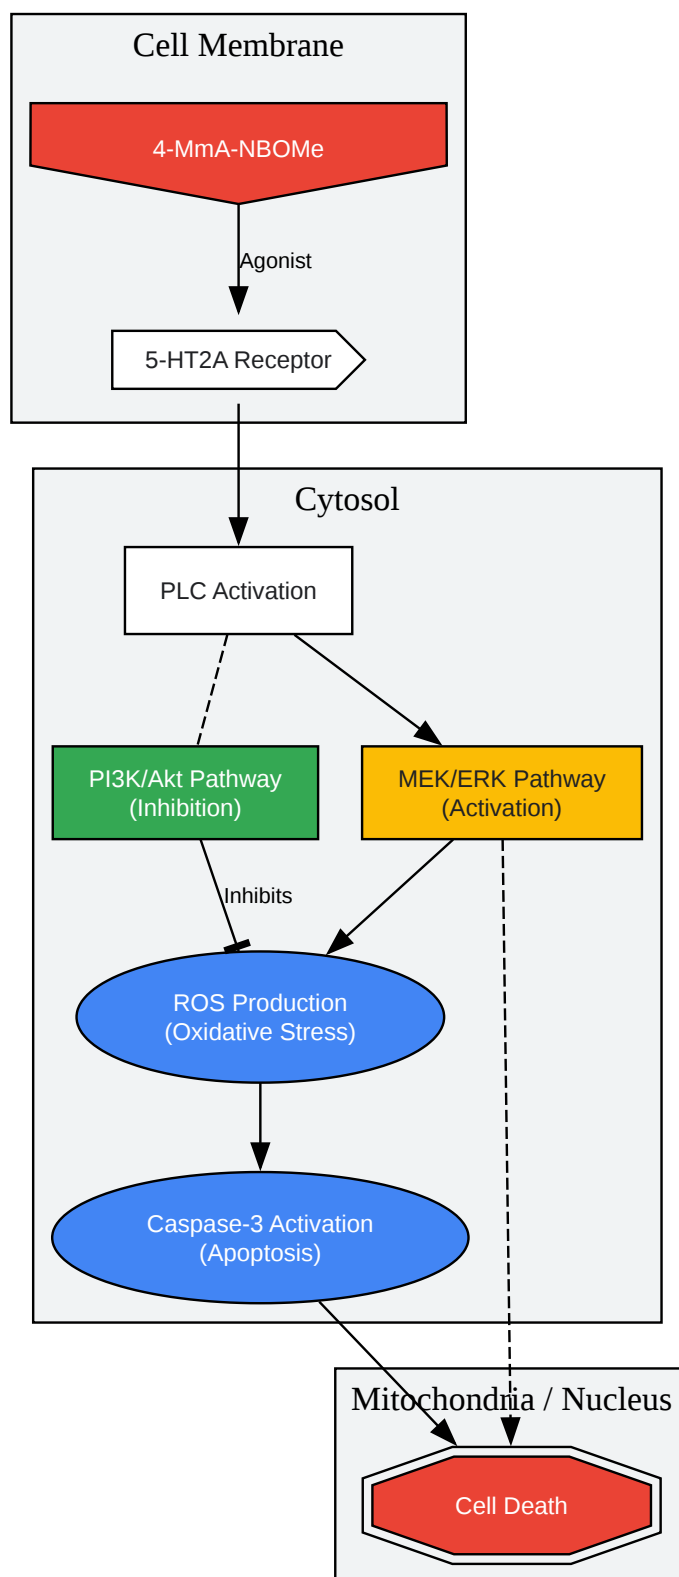 Cell Membrane
4-MmA-NBOMe
Agonist
5-HT2A Receptor
Cytosol
PLC Activation
PI3K/Akt Pathway
(Inhibition)
MEK/ERK Pathway
(Activation)
Inhibits
ROS Production
(Oxidative Stress)
Caspase-3 Activation
(Apoptosis)
Mitochondria / Nucleus
Cell Death